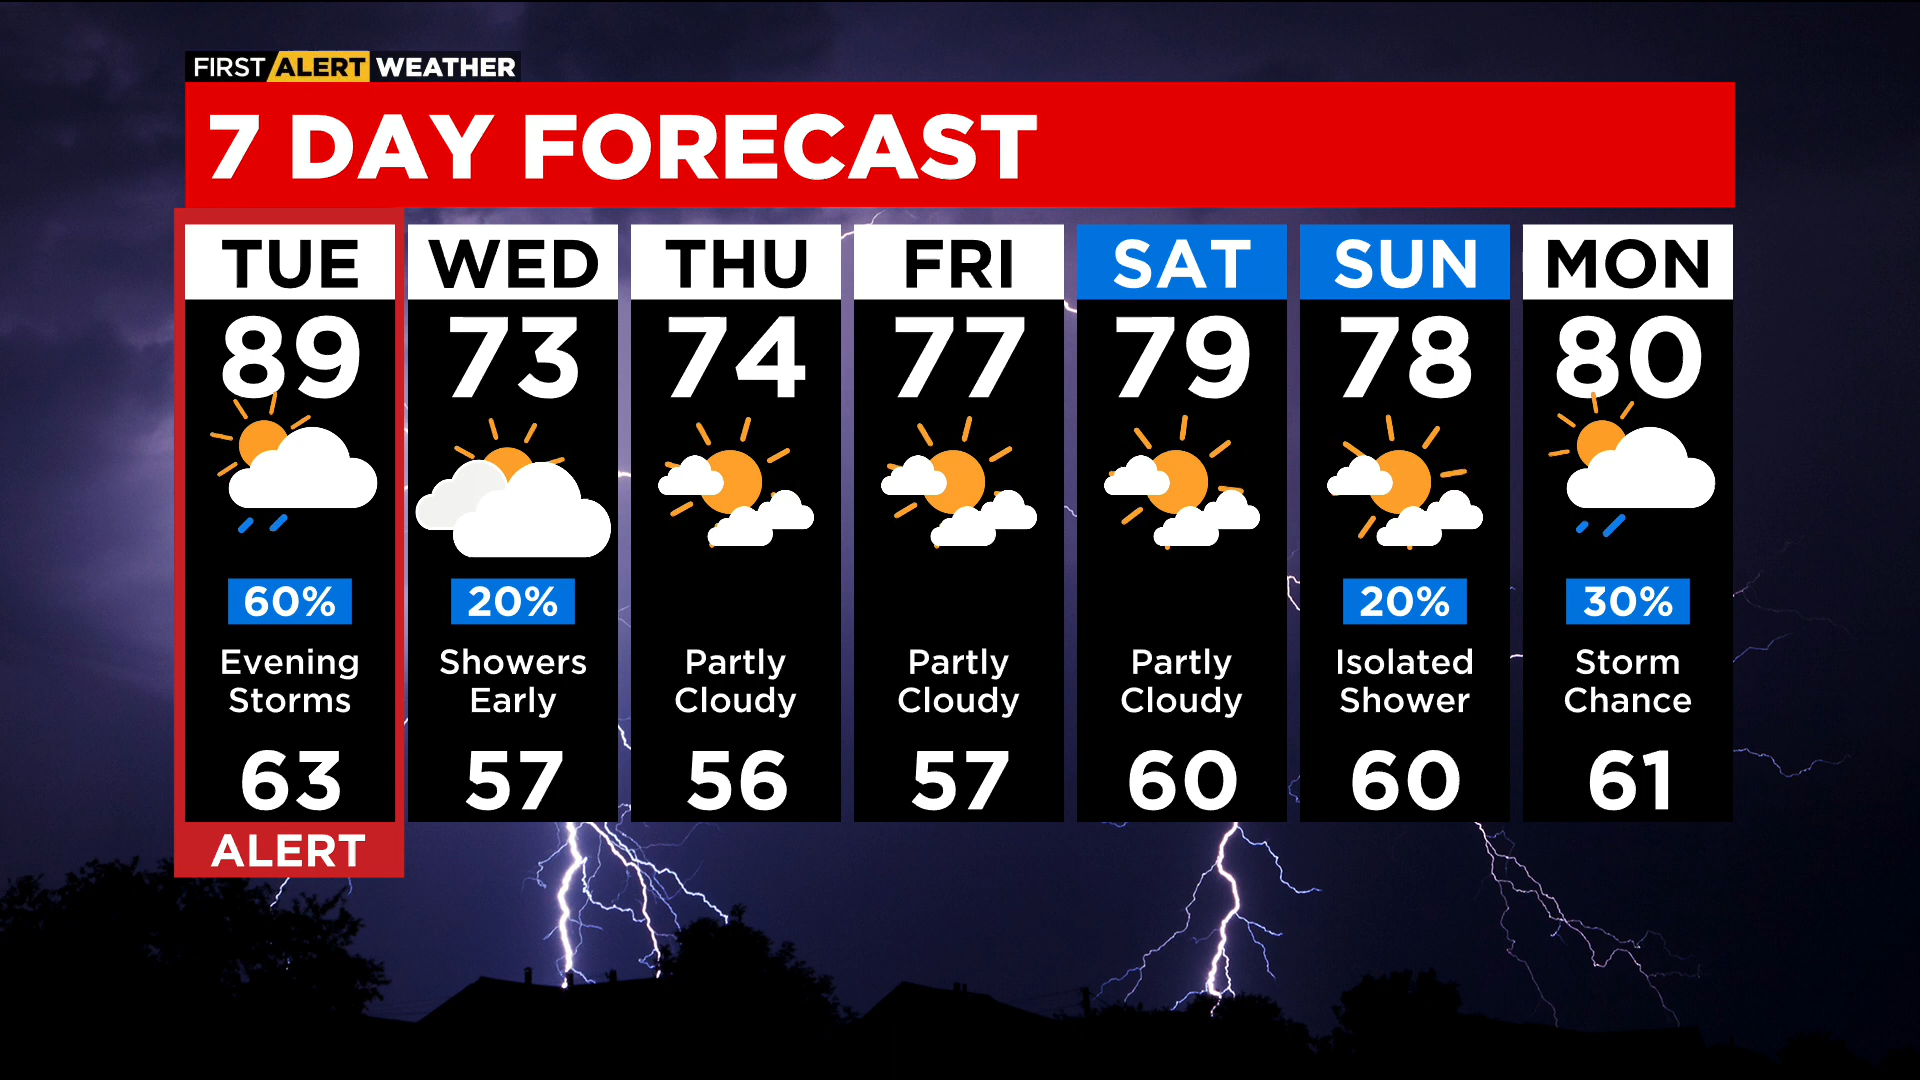 FIRST ALERT WEATHER
7 DAY FORECAST
TUE
89
60%
Evening
Storms
63
ALERT
WED
73
20%
Showers
Early
57
THU
74
Partly
Cloudy
56
FRI
77
Partly
Cloudy
57
SAT
79
Partly
Cloudy
60
SUN
78
20%
Isolated
Shower
60
MON
80
30%
Storm
Chance
61